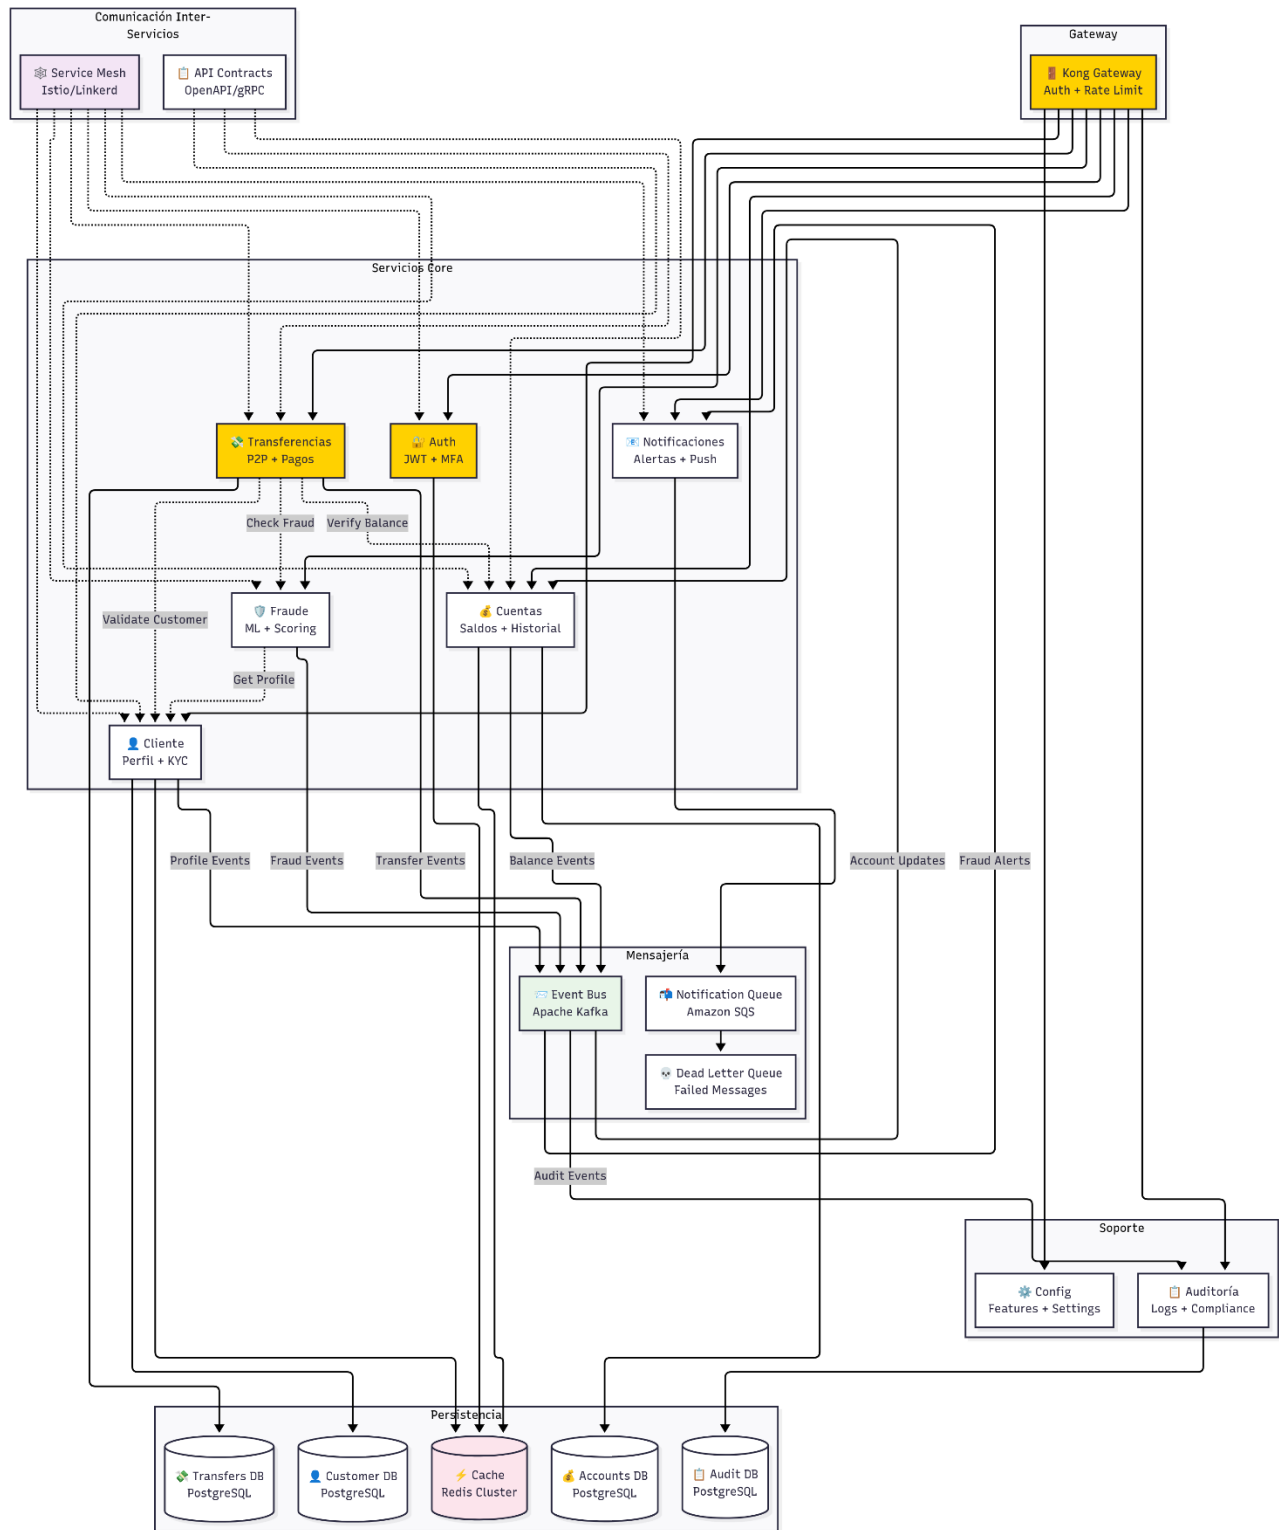 Comunicación Inter-
Servicios
🕸️ Service Mesh
Istio/Linkerd
📋 API Contracts
OpenAPI/gRPC
Gateway
🚪 Kong Gateway
Auth + Rate Limit
Servicios Core
💸 Transferencias
P2P + Pagos
🔐 Auth
JWT + MFA
📧 Notificaciones
Alertas + Push
Check Fraud
Verify Balance
Validate Customer
🛡️ Fraude
ML + Scoring
💰 Cuentas
Saldos + Historial
Get Profile
👤 Cliente
Perfil + KYC
Profile Events
Fraud Events
Transfer Events
Balance Events
Account Updates
Fraud Alerts
Mensajería
📨 Event Bus
Apache Kafka
📬 Notification Queue
Amazon SQS
💀 Dead Letter Queue
Failed Messages
Audit Events
Soporte
⚙️ Config
Features + Settings
📋 Auditoría
Logs + Compliance
Persistencia
💸 Transfers DB
PostgreSQL
👤 Customer DB
PostgreSQL
⚡ Cache
Redis Cluster
💰 Accounts DB
PostgreSQL
📋 Audit DB
PostgreSQL